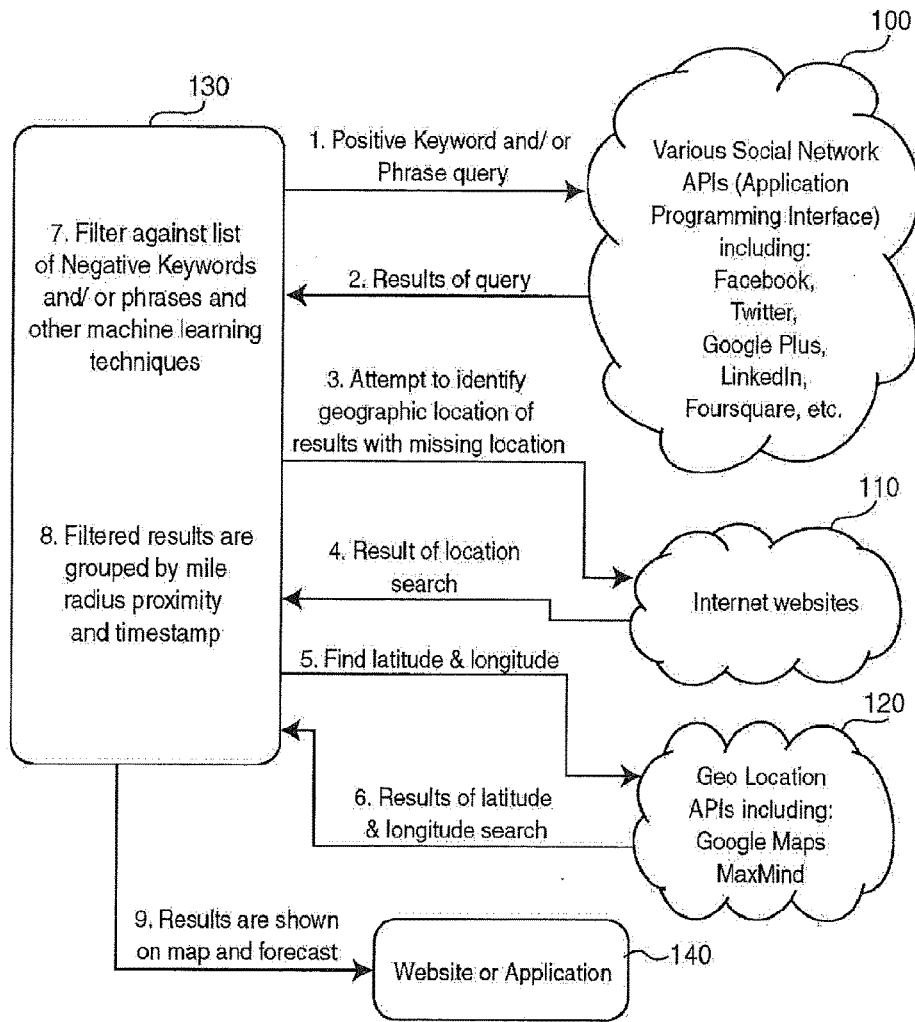 100
130
1. Positive Keyword and/ or
Phrase query
Various Social Network
APIs (Application
Programming Interface)
including:
Facebook,
Twitter,
Google Plus,
LinkedIn,
Foursquare, etc.
7. Filter against list
of Negative Keywords
and/ or phrases and
other machine learning
techniques
2. Results of query
3. Attempt to identify
geographic location of
results with missing location
110
8. Filtered results are
grouped by mile
radius proximity
and timestamp
4. Result of location
search
Internet websites
5. Find latitude & longitude
120
6. Results of latitude
& longitude search
Geo Location
APIs including:
Google Maps
MaxMind
9. Results are shown
on map and forecast
Website or Application
140